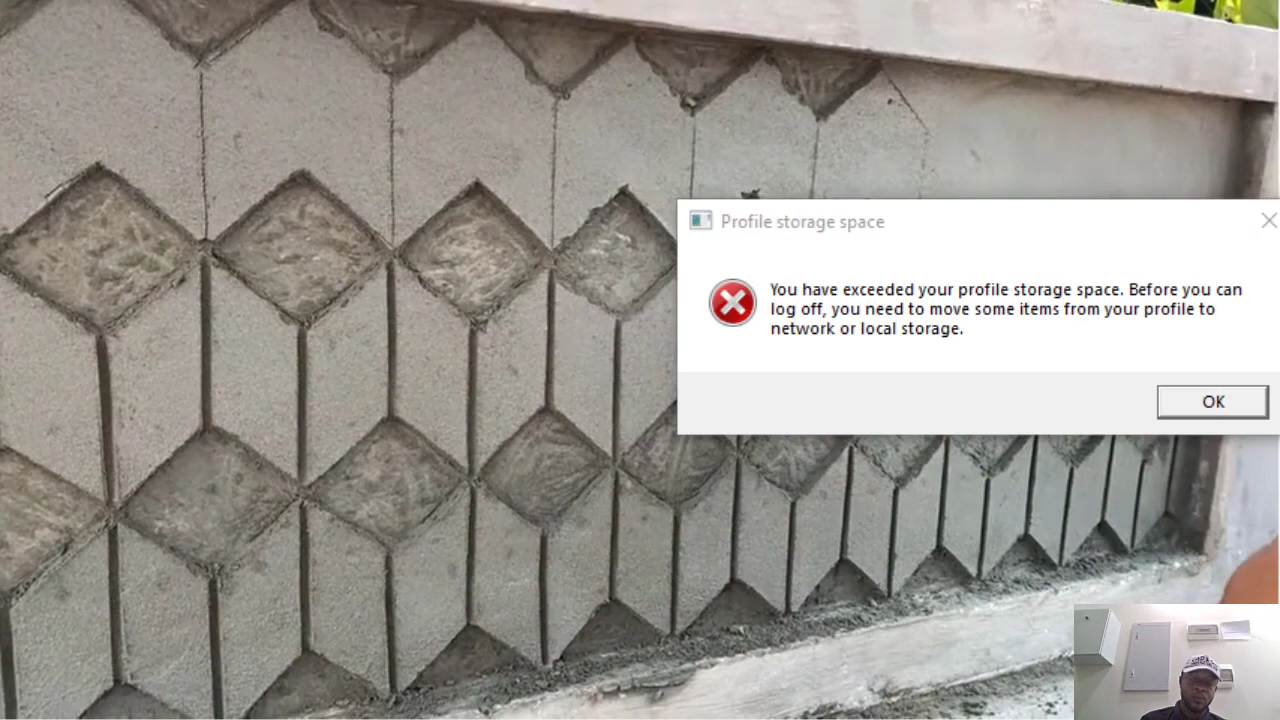 Profile storage space
You have exceeded your profile storage space. Before you can
log off, you need to move some items from your profile to
network or local storage.
OK